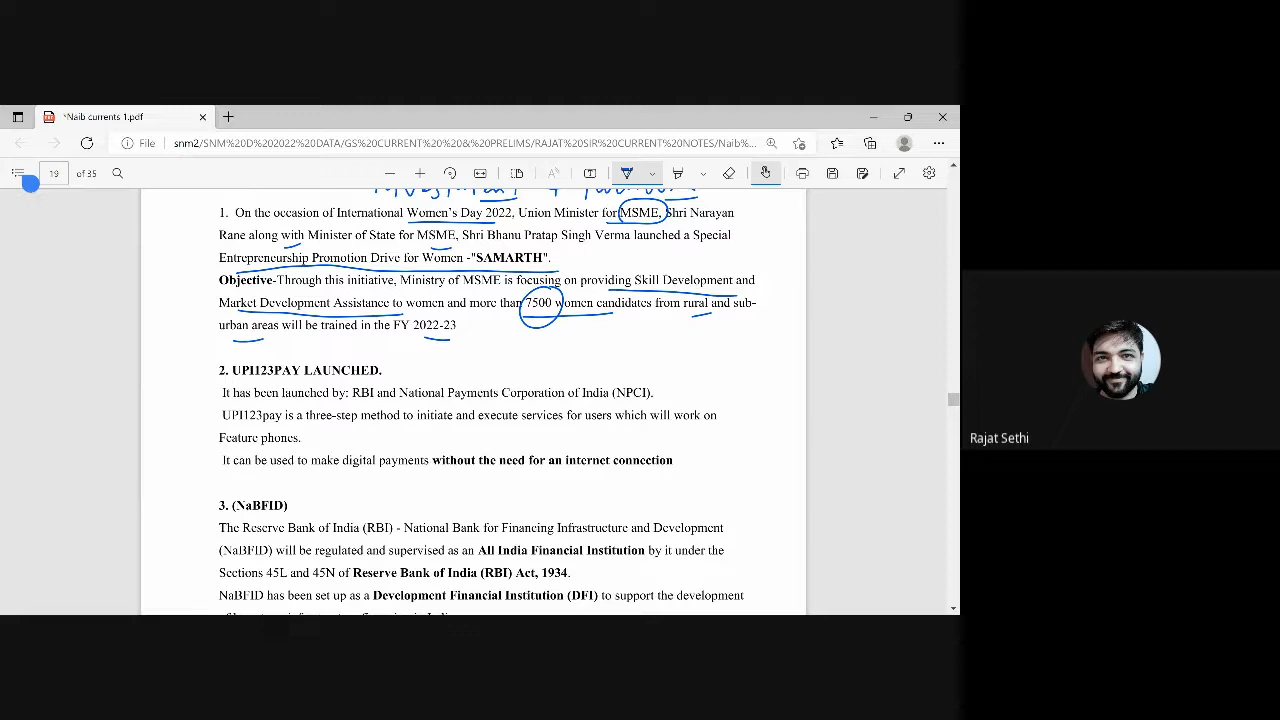 *Naib currents 1.pdf
File snm2/SNM%20D%202022%20DATA/GS%20CURRENT%20%20&%20PRELIMS/RAJAT%20SIR%20CURRENT%20NOTES/Naib%...
19 of 35
1. On the occasion of International Women's Day 2022, Union Minister for MSME, Shri Narayan
Rane along with Minister of State for MSME, Shri Bhanu Pratap Singh Verma launched a Special
Entrepreneurship Promotion Drive for Women -"SAMARTH".
Objective-Through this initiative, Ministry of MSME is focusing on providing Skill Development and
Market Development Assistance to women and more than 7500 women candidates from rural and sub-
urban areas will be trained in the FY 2022-23
2. UPI123PAY LAUNCHED.
It has been launched by: RBI and National Payments Corporation of India (NPCI).
UPI123pay is a three-step method to initiate and execute services for users which will work on
Feature phones.
It can be used to make digital payments without the need for an internet connection
3. (NaBFID)
The Reserve Bank of India (RBI) - National Bank for Financing Infrastructure and Development
(NaBFID) will be regulated and supervised as an All India Financial Institution by it under the
Sections 45L and 45N of Reserve Bank of India (RBI) Act, 1934.
NaBFID has been set up as a Development Financial Institution (DFI) to support the development
Rajat Sethi